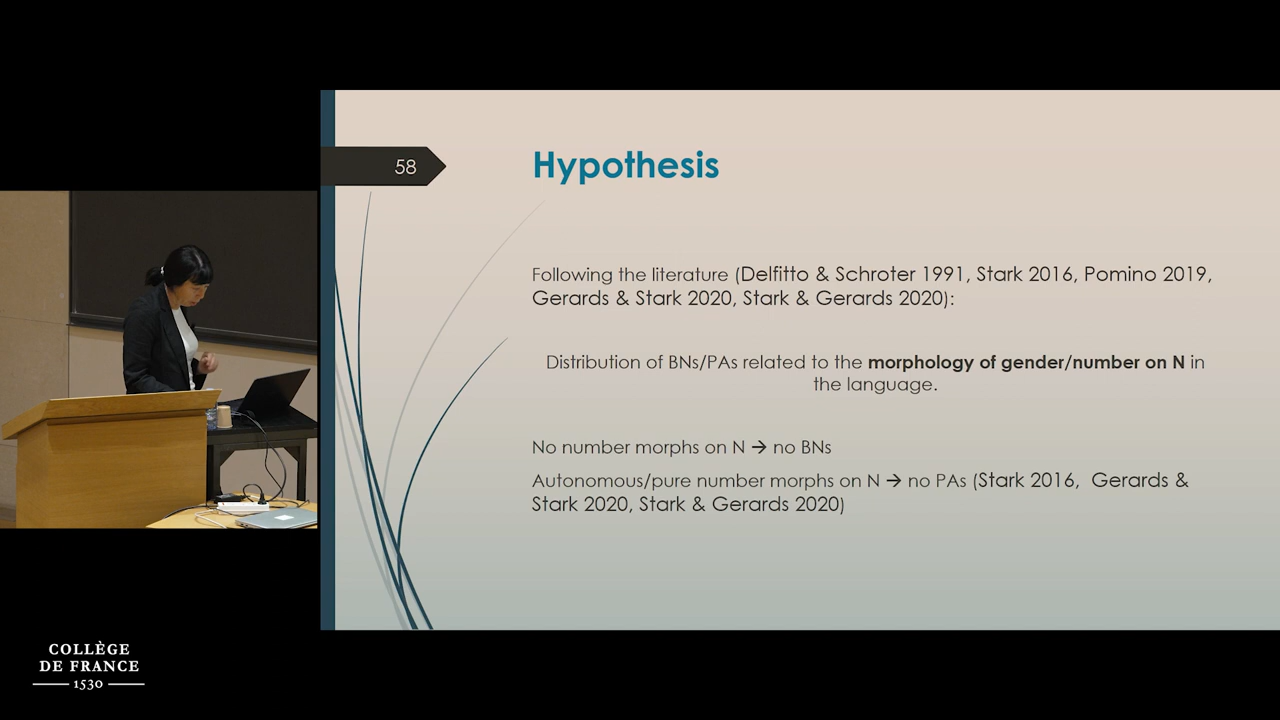 58
Hypothesis
Following the literature (Delfitto & Schroter 1991, Stark 2016, Pomino 2019,
Gerards & Stark 2020, Stark & Gerards 2020):
Distribution of BNs/PAs related to the morphology of gender/number on N in
the language.
No number morphs on N → no BNs
Autonomous/pure number morphs on N → no PAs (Stark 2016, Gerards &
Stark 2020, Stark & Gerards 2020)
COLLÈGE
DE FRANCE
1530